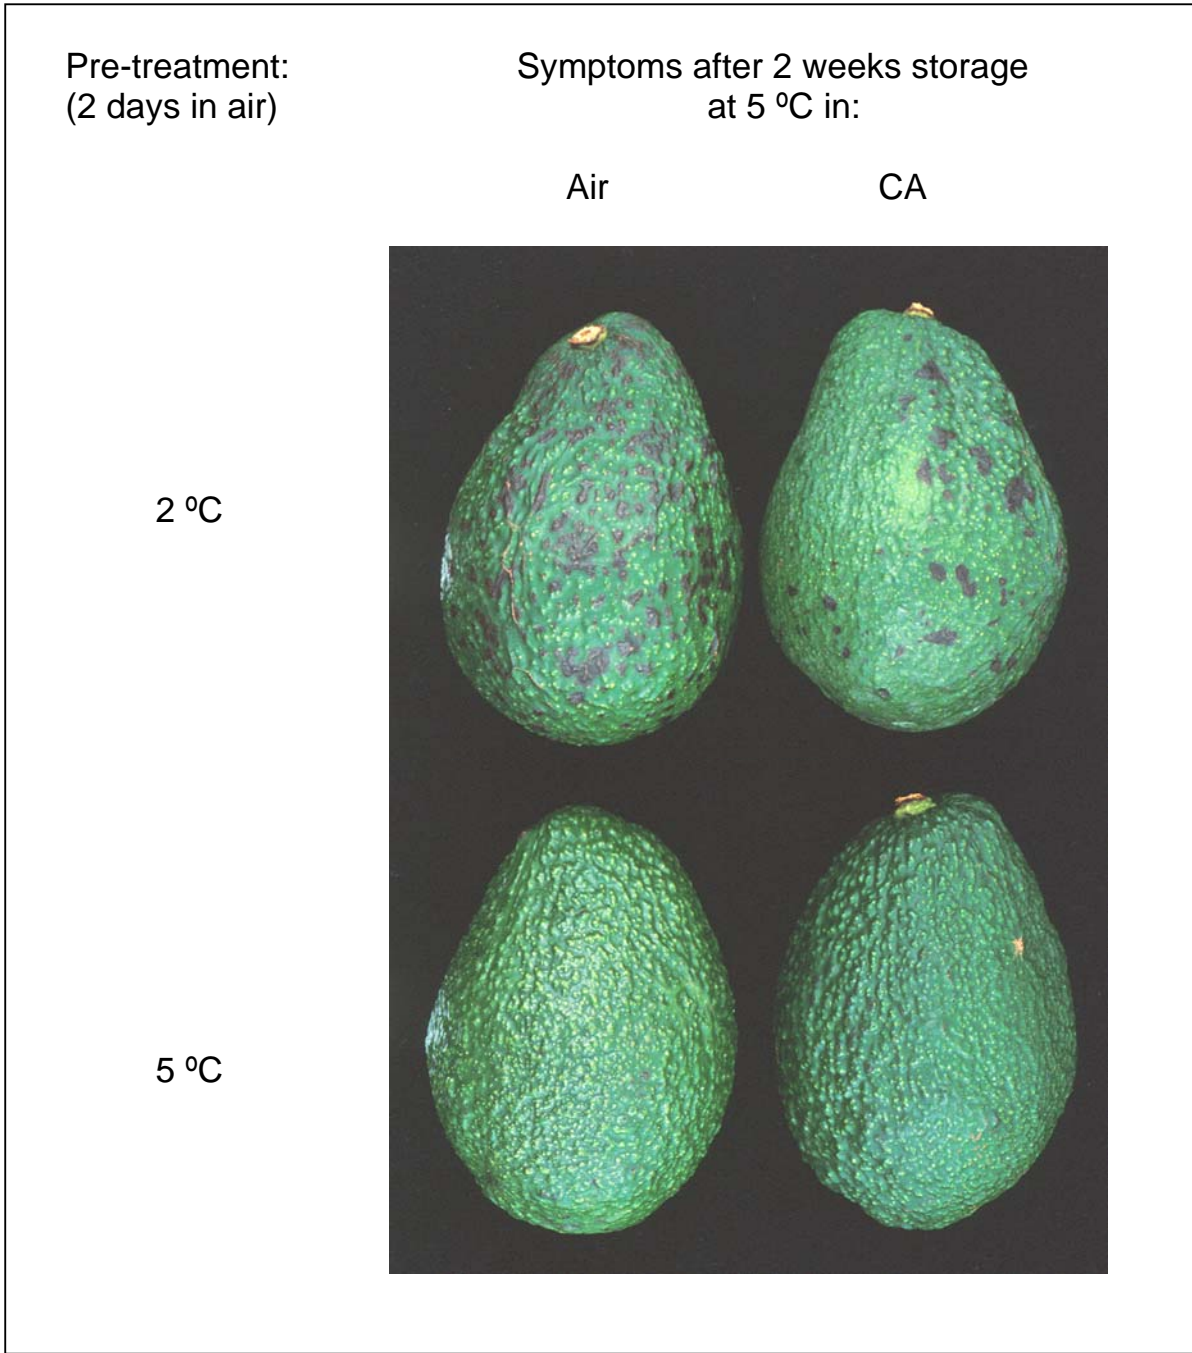 Pre-treatment:
(2 days in air)
Symptoms after 2 weeks storage
at 5 ºC in:
Air
CA
2 ºC
5 ºC